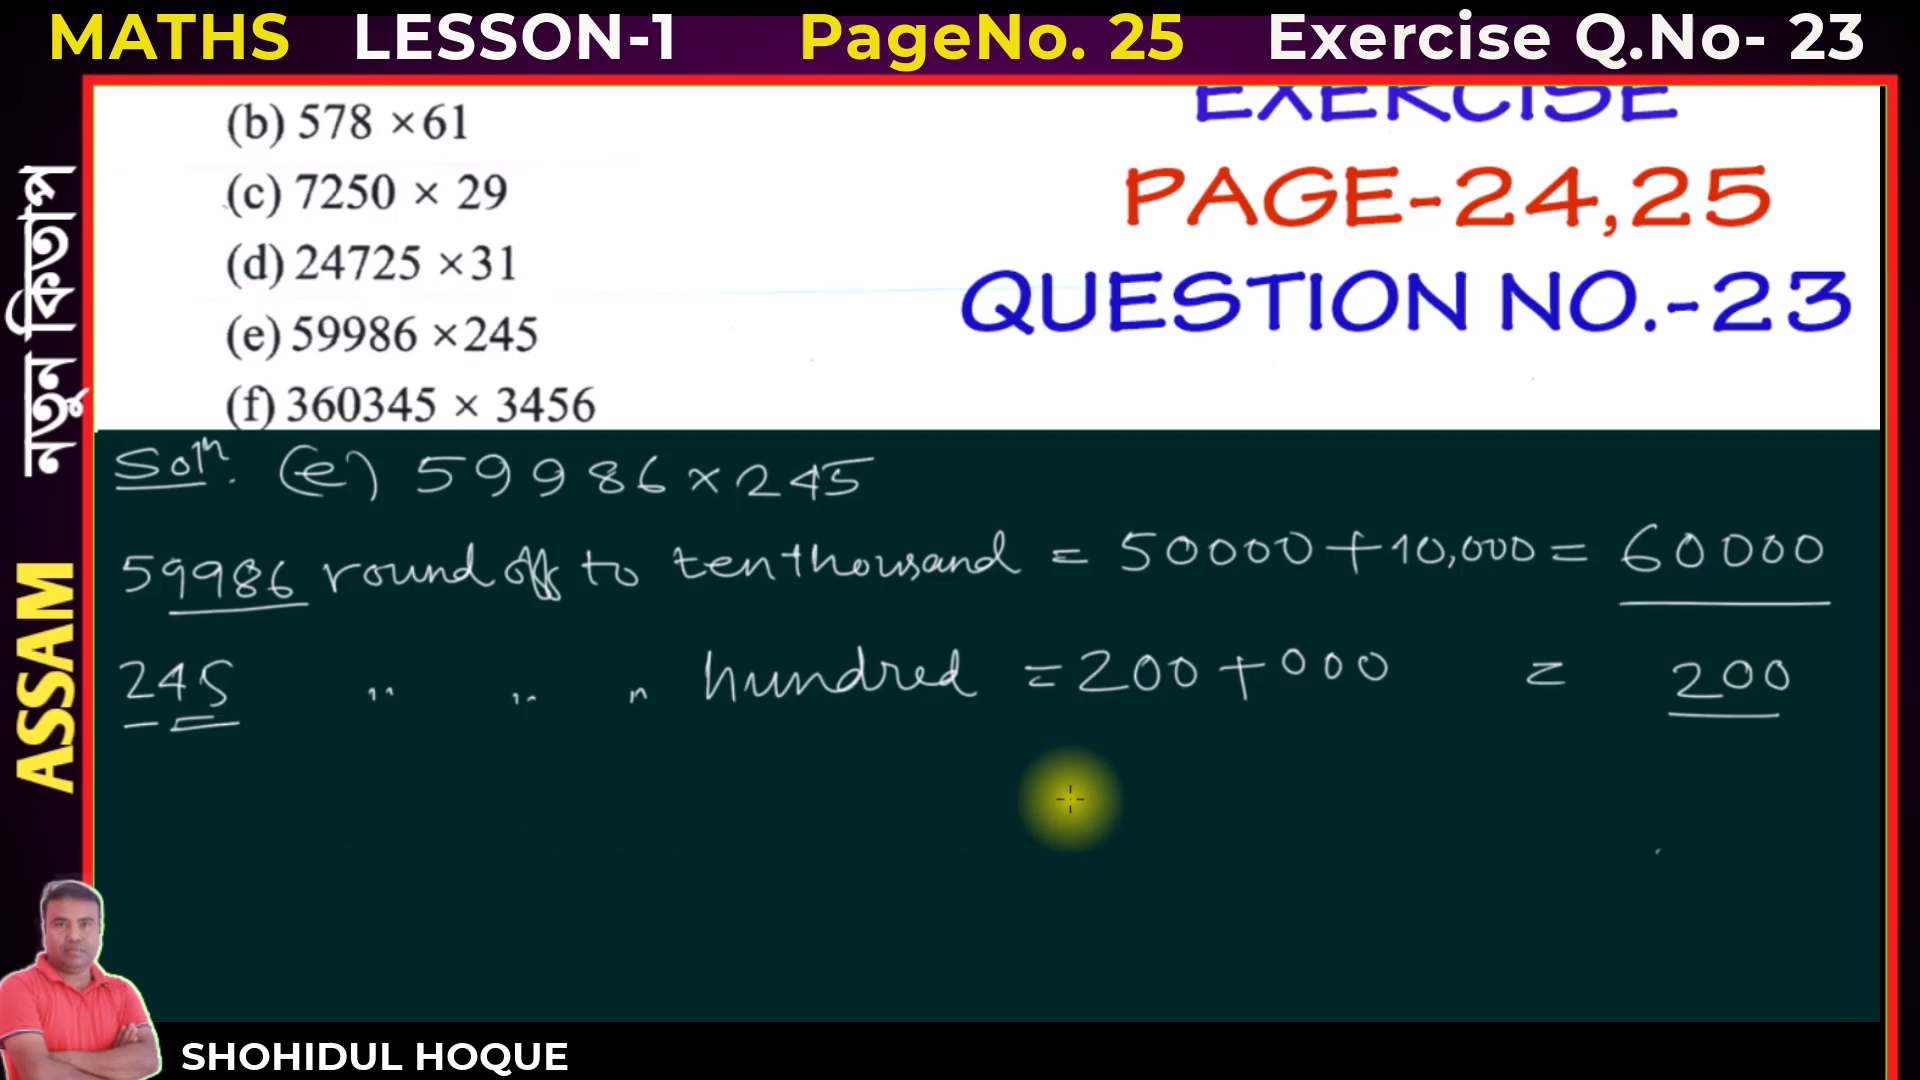 MATHS LESSON-1 PageNo. 25 Exercise Q.No- 23
EXERCISE
PAGE-24,25
QUESTION NO.-23
(b) 578 ×61
(c) 7250 × 29
(d) 24725 ×31
(e) 59986 ×245
(f) 360345 × 3456
নতুন কিতাপ
ASSAM
Soln. (e) 59986×245
59986 round off to ten thousand = 50000+10,000= 60000
245 " " " hundred =200+000 = 200
SHOHIDUL HOQUE